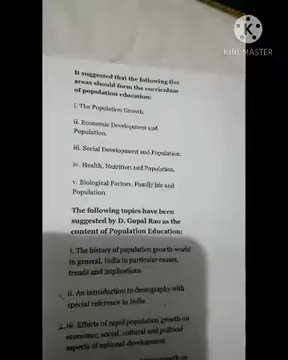 KINEMASTER
It suggested that the following five
areas should form the curriculum
of population education:
i. The Population Growth.
ii. Economic Development and
Population.
iii. Social Development and Population.
iv. Health, Nutrition and Population.
v. Biological Factors, Family life and
Population.
The following topics have been
suggested by D. Gopal Rao as the
content of Population Education:
i. The history of population growth-world
in general, India in particular causes,
trends and implications.
ii. An introduction to demography with
special reference to India.
iii. Effects of rapid population growth on
economic, social, cultural and political
aspects of national development.